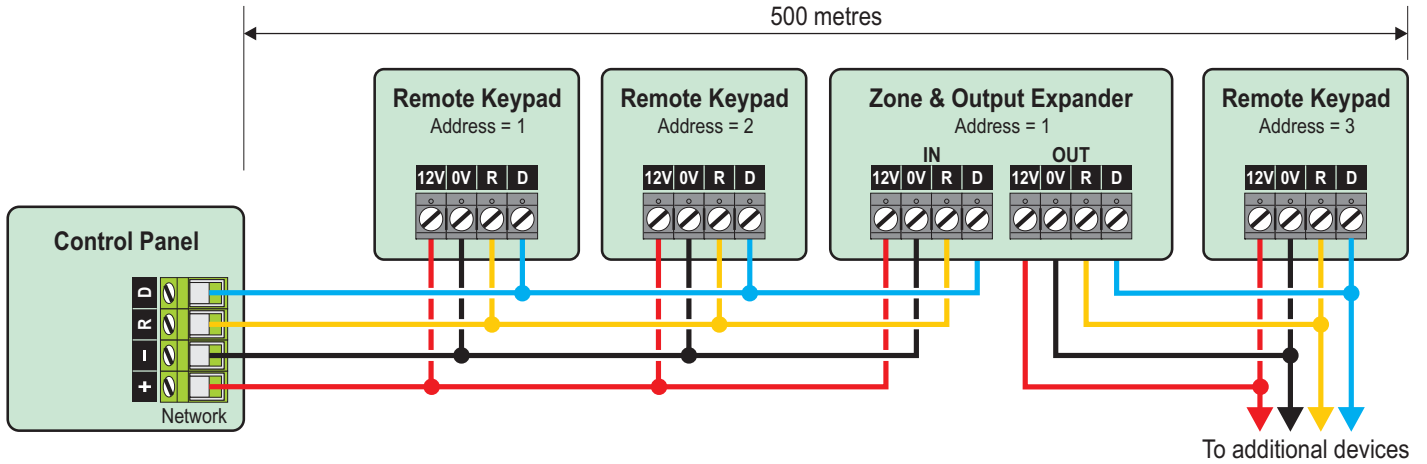 500 metres
Remote Keypad
Address = 1
12V 0V R D
Remote Keypad
Address = 2
12V 0V R D
Zone & Output Expander
Address = 1
IN OUT
12V 0V R D 12V 0V R D
Remote Keypad
Address = 3
12V 0V R D
Control Panel
D
R
–
+
Network
To additional devices